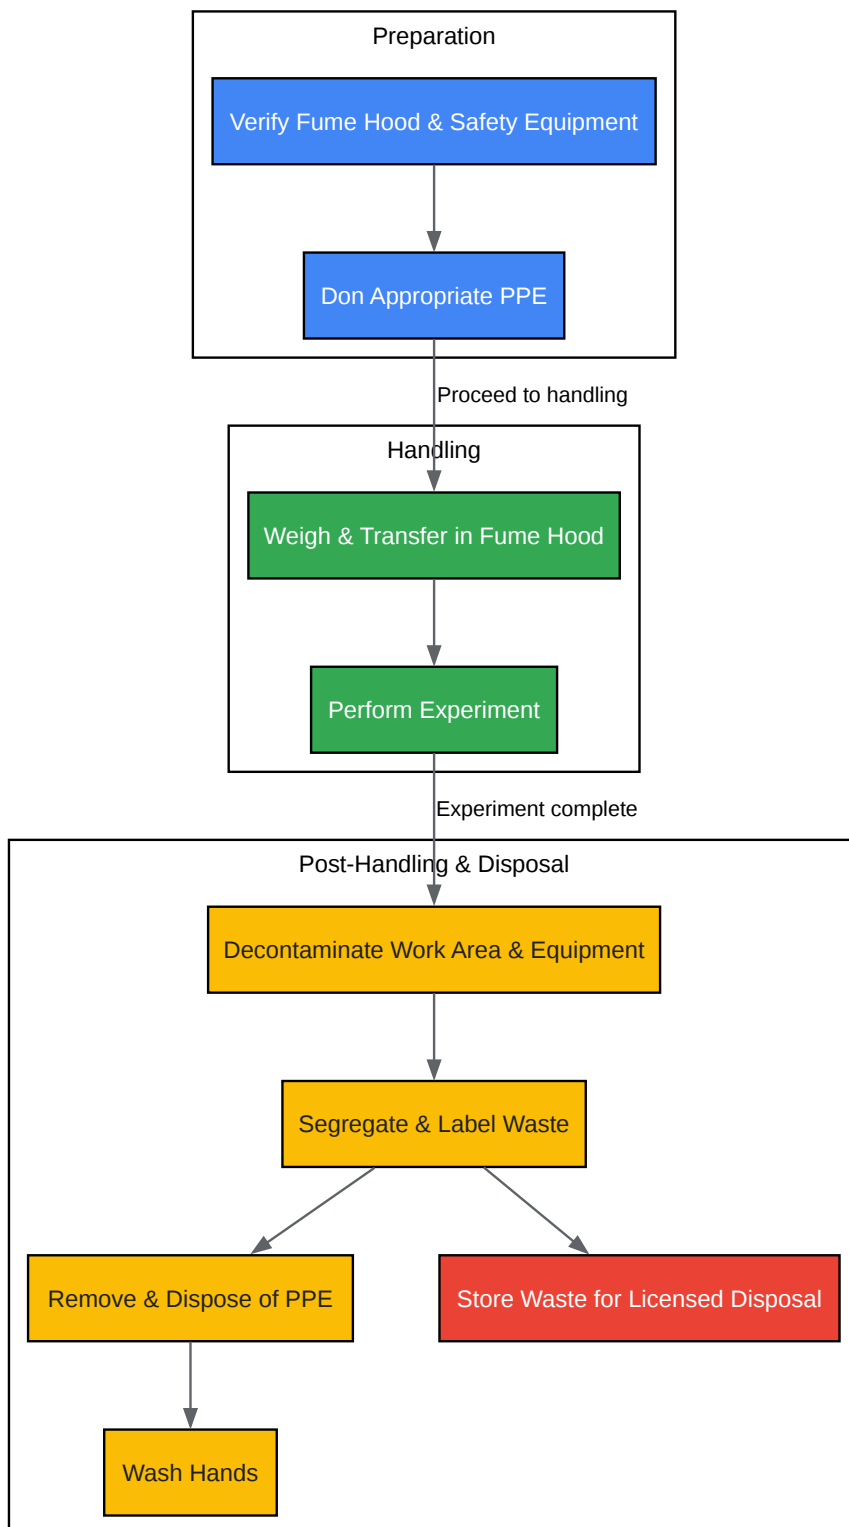 Preparation
Verify Fume Hood & Safety Equipment
Don Appropriate PPE
Proceed to handling
Handling
Weigh & Transfer in Fume Hood
Perform Experiment
Experiment complete
Post-Handling & Disposal
Decontaminate Work Area & Equipment
Segregate & Label Waste
Remove & Dispose of PPE
Store Waste for Licensed Disposal
Wash Hands